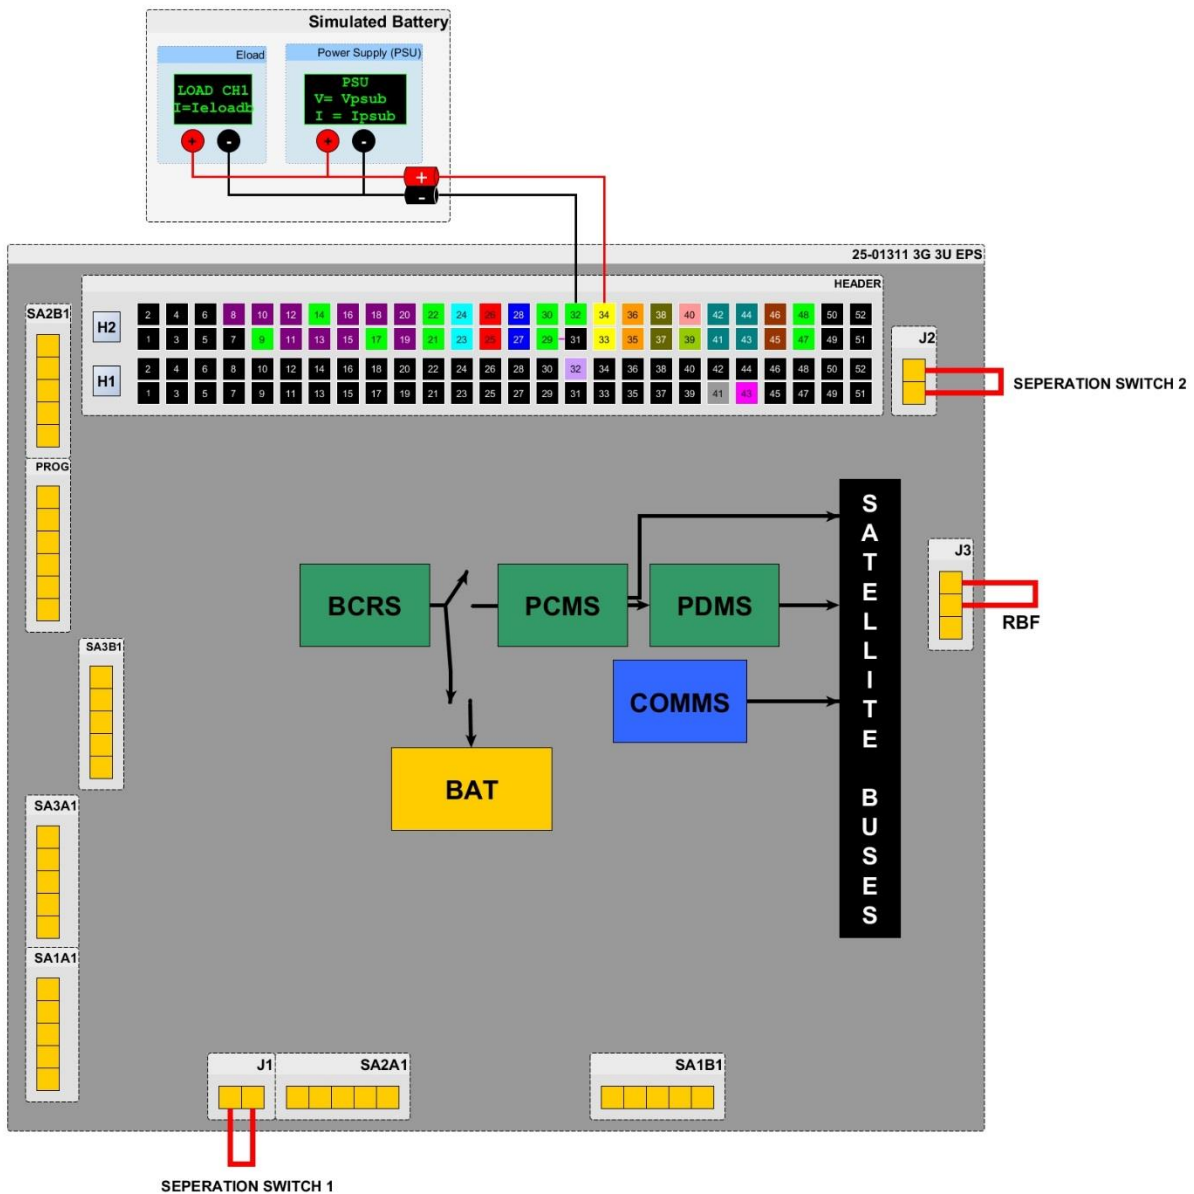 Simulated Battery
Eload
Power Supply (PSU)
LOAD CH1
I=Ieloadb
PSU
V= Vpsub
I = Ipsub
+ -
+ -
+
-
25-01311 3G 3U EPS
HEADER
H2
2 4 6 8 10 12 14 16 18 20 22 24 26 28 30 32 34 36 38 40 42 44 46 48 50 52
1 3 5 7 9 11 13 15 17 19 21 23 25 27 29 31 33 35 37 39 41 43 45 47 49 51
H1
2 4 6 8 10 12 14 16 18 20 22 24 26 28 30 32 34 36 38 40 42 44 46 48 50 52
1 3 5 7 9 11 13 15 17 19 21 23 25 27 29 31 33 35 37 39 41 43 45 47 49 51
SA2B1
J2
SEPERATION SWITCH 2
PROG
SATELLITE BUSES
J3
RBF
BCRS
PCMS
PDMS
COMMS
SA3B1
BAT
SA3A1
SA1A1
J1
SA2A1
SA1B1
SEPERATION SWITCH 1